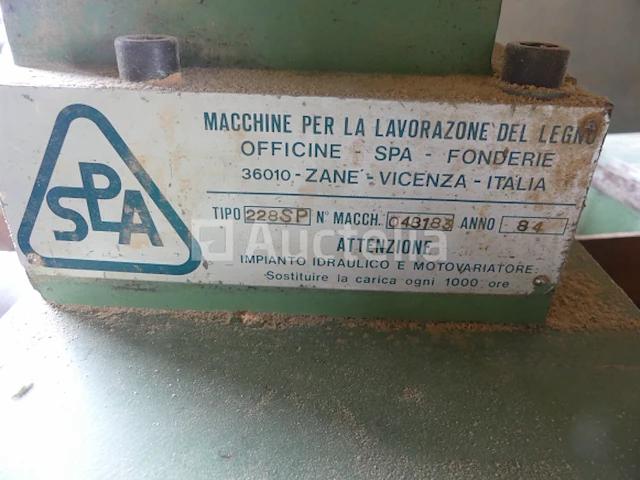 SPA
MACCHINE PER LA LAVORAZONE DEL LEGNO
OFFICINE - SPA - FONDERIE
36010 - ZANE' - VICENZA - ITALIA
TIPO 228SP N° MACCH. 043183 ANNO 84
Auctelia
ATTENZIONE
IMPIANTO IDRAULICO E MOTOVARIATORE
Sostituire la carica ogni 1000 ore